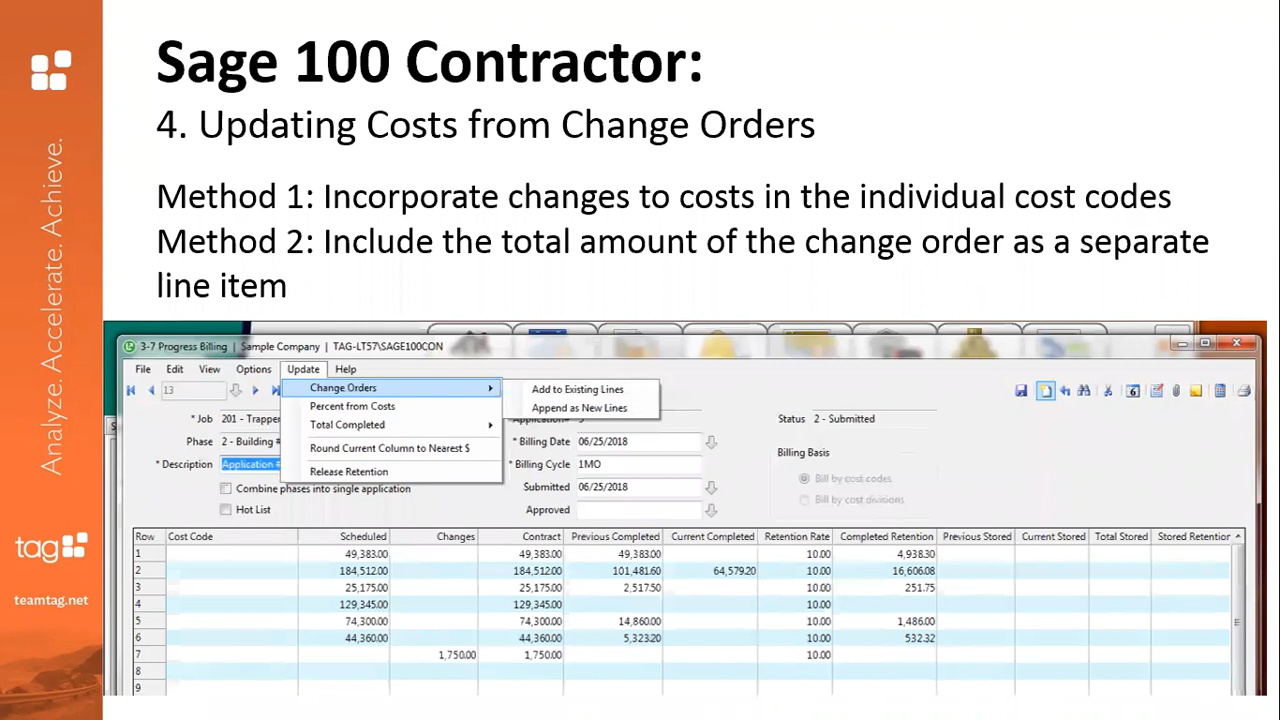 Sage 100 Contractor:
4. Updating Costs from Change Orders
Method 1: Incorporate changes to costs in the individual cost codes
Method 2: Include the total amount of the change order as a separate
line item
Analyze. Accelerate. Achieve.
tag
teamtag.net
3-7 Progress Billing | Sample Company | TAG-LT57\SAGE100CON
File Edit View Options Update Help
Change Orders
Percent from Costs
Total Completed
Round Current Column to Nearest $
Release Retention
Add to Existing Lines
Append as New Lines
13
* Job 201 - Trapper
Phase 2 - Building #
* Description Application #
Combine phases into single application
Hot List
* Billing Date 06/25/2018
* Billing Cycle 1MO
Submitted 06/25/2018
Approved
Status 2 - Submitted
Billing Basis
Bill by cost codes
Bill by cost divisions
Row Cost Code Scheduled Changes Contract Previous Completed Current Completed Retention Rate Completed Retention Previous Stored Current Stored Total Stored Stored Retention
1 49,383.00 49,383.00 49,383.00 10.00 4,938.30
2 184,512.00 184,512.00 101,481.60 64,579.20 10.00 16,606.08
3 25,175.00 25,175.00 2,517.50 10.00 251.75
4 129,345.00 129,345.00 10.00
5 74,300.00 74,300.00 14,860.00 10.00 1,486.00
6 44,360.00 44,360.00 5,323.20 10.00 532.32
7 1,750.00 1,750.00 10.00
8
9